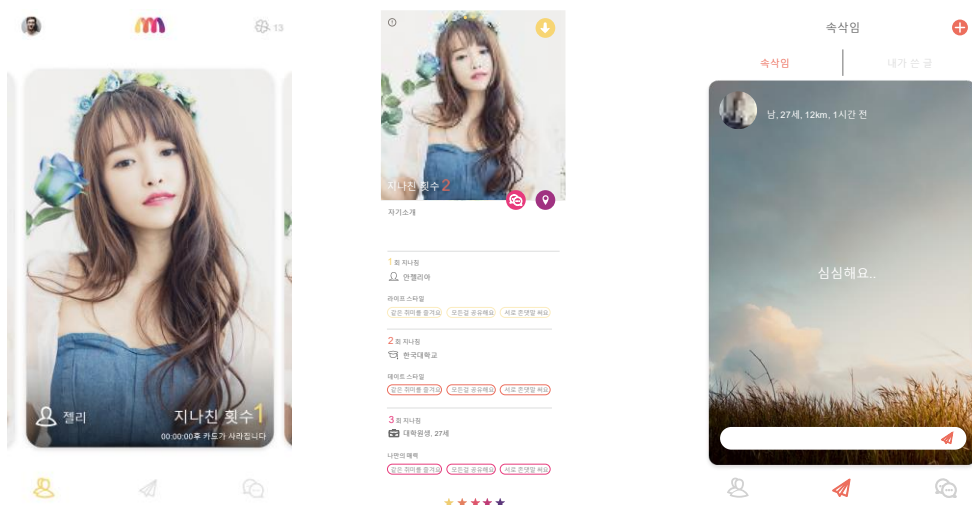 13
젤리
지나친 횟수1
00:00:00후 카드가 사라집니다
지나친 횟수 2
자기소개
1회 지나침
안젤리아
라이프 스타일
같은 취미를 즐겨요 모든걸 공유해요 서로 존댓말 써요
2회 지나침
한국대학교
데이트 스타일
같은 취미를 즐겨요 모든걸 공유해요 서로 존댓말 써요
3회 지나침
대학원생, 27세
나만의 매력
같은 취미를 즐겨요 모든걸 공유해요 서로 존댓말 써요
속삭임
속삭임 내가 쓴 글
남, 27세, 12km, 1시간 전
심심해요..